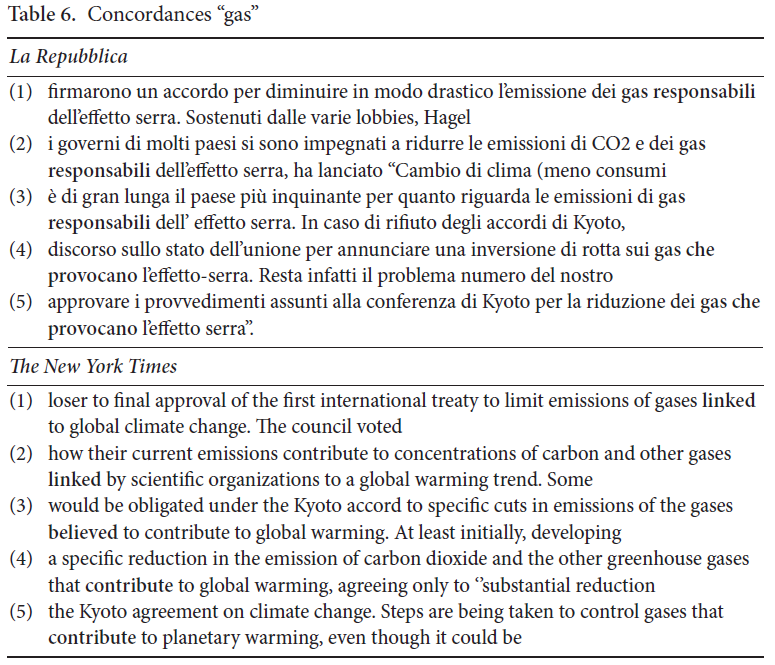 Table 6. Concordances “gas”
La Repubblica
(1) firmarono un accordo per diminuire in modo drastico l’emissione dei gas responsabili
dell’effetto serra. Sostenuti dalle varie lobbies, Hagel
(2) i governi di molti paesi si sono impegnati a ridurre le emissioni di CO2 e dei gas
responsabili dell’effetto serra, ha lanciato “Cambio di clima (meno consumi
(3) è di gran lunga il paese più inquinante per quanto riguarda le emissioni di gas
responsabili dell’ effetto serra. In caso di rifiuto degli accordi di Kyoto,
(4) discorso sullo stato dell’unione per annunciare una inversione di rotta sui gas che
provocano l’effetto-serra. Resta infatti il problema numero del nostro
(5) approvare i provvedimenti assunti alla conferenza di Kyoto per la riduzione dei gas che
provocano l’effetto serra”.
The New York Times
(1) loser to final approval of the first international treaty to limit emissions of gases linked
to global climate change. The council voted
(2) how their current emissions contribute to concentrations of carbon and other gases
linked by scientific organizations to a global warming trend. Some
(3) would be obligated under the Kyoto accord to specific cuts in emissions of the gases
believed to contribute to global warming. At least initially, developing
(4) a specific reduction in the emission of carbon dioxide and the other greenhouse gases
that contribute to global warming, agreeing only to ‘’substantial reduction
(5) the Kyoto agreement on climate change. Steps are being taken to control gases that
contribute to planetary warming, even though it could be